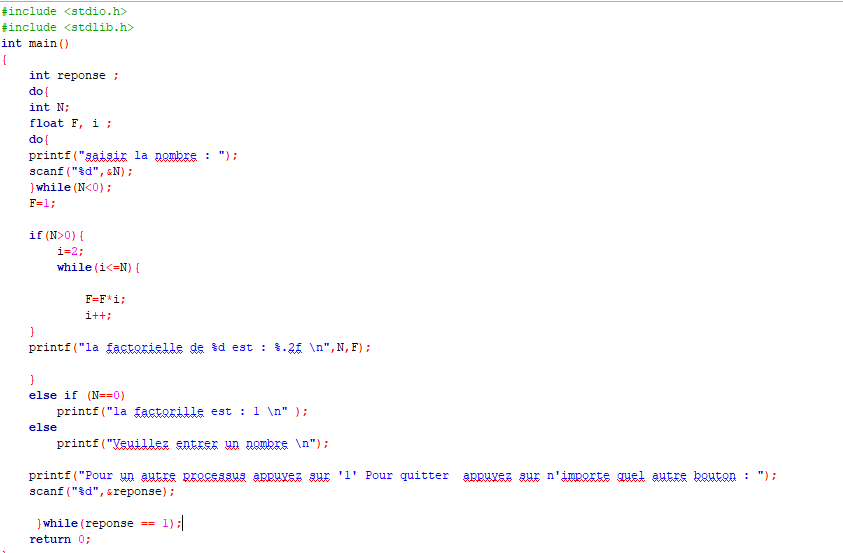 #include <stdio.h>
#include <stdlib.h>
int main()
{
    int reponse ;
    do{
    int N;
    float F, i ;
    do{
    printf("saisir la nombre : ");
    scanf("%d",&N);
    }while(N<0);
    F=1;
    if(N>0){
        i=2;
        while(i<=N){
            F=F*i;
            i++;
    }
    printf("la factorielle de %d est : %.2f \n",N,F);
    }
    else if (N==0)
        printf("la factorille est : 1 \n" );
    else
        printf("Veuillez entrer un nombre \n");
    printf("Pour un autre processus appuyez sur '1' Pour quitter  appuyez sur n'importe quel autre bouton : ");
    scanf("%d",&reponse);
     }while(reponse == 1);
    return 0;